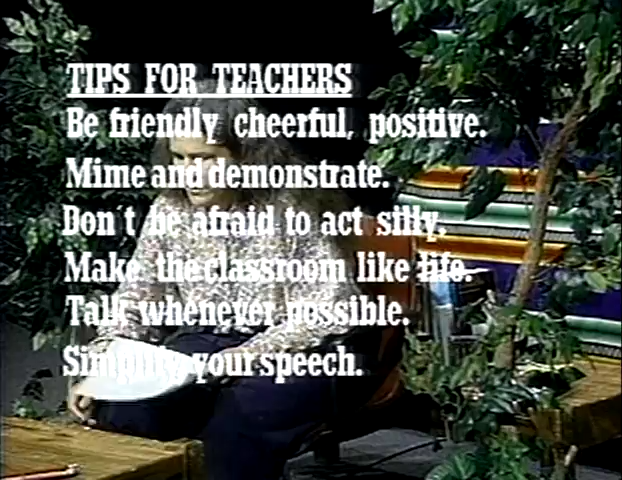 TIPS FOR TEACHERS
Be friendly cheerful, positive.
Mime and demonstrate.
Don't be afraid to act silly.
Make the classroom like life.
Talk whenever possible.
Simplify your speech.